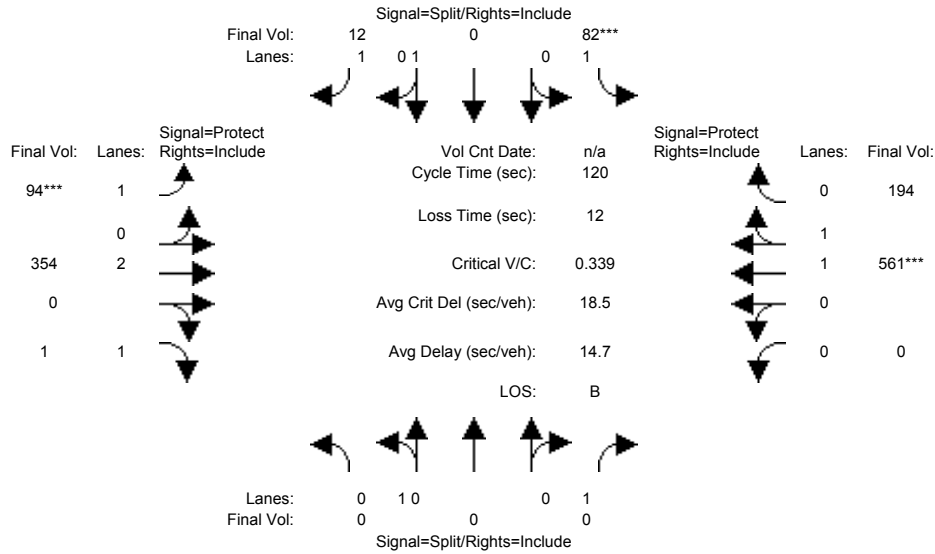 Signal=Split/Rights=Include
Final Vol: 12 0 82***
Lanes: 1 0 1 0 1
Signal=Protect
Final Vol: Lanes: Rights=Include
Vol Cnt Date: n/a
Signal=Protect
Rights=Include Lanes: Final Vol:
Cycle Time (sec): 120
94*** 1
0 194
Loss Time (sec): 12
0
1
354 2
Critical V/C: 0.339
1 561***
0
Avg Crit Del (sec/veh): 18.5
0
1 1
Avg Delay (sec/veh): 14.7
0 0
LOS: B
Lanes: 0 1 0 0 1
Final Vol: 0 0 0
Signal=Split/Rights=Include